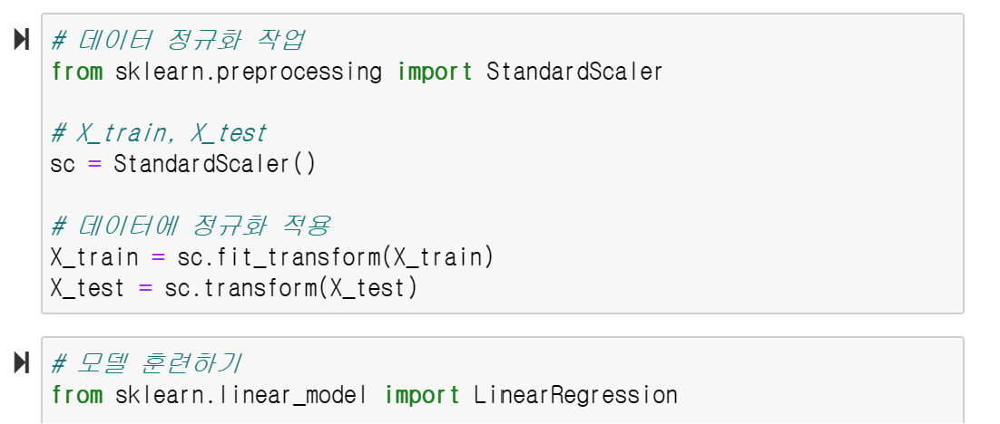 # 데이터 정규화 작업
from sklearn.preprocessing import StandardScaler
# X_train, X_test
sc = StandardScaler()
# 데이터에 정규화 적용
X_train = sc.fit_transform(X_train)
X_test = sc.transform(X_test)
# 모델 훈련하기
from sklearn.linear_model import LinearRegression